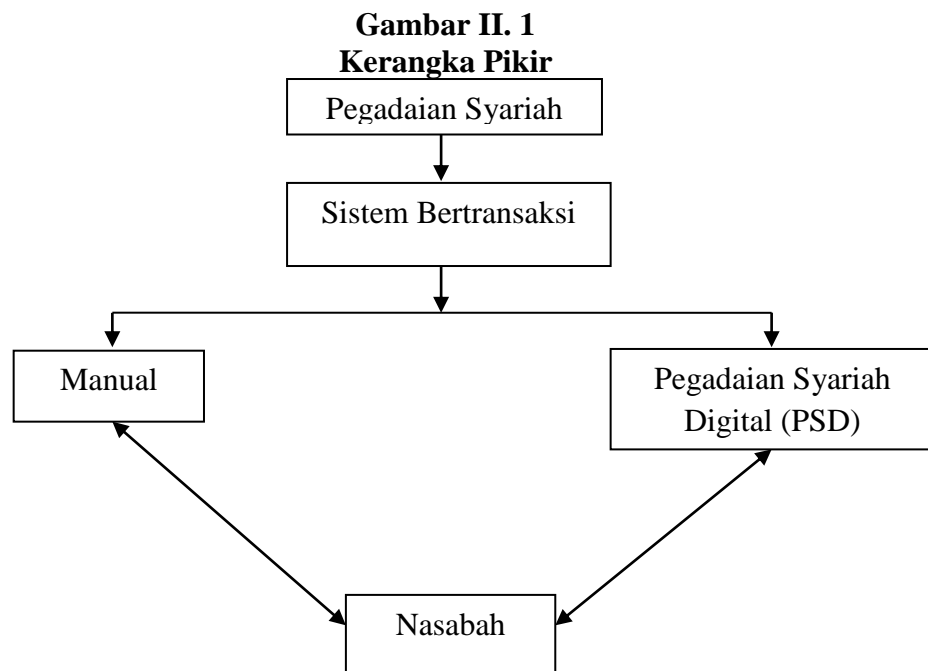 Gambar II. 1
Kerangka Pikir
Pegadaian Syariah
Sistem Bertransaksi
Manual
Pegadaian Syariah
Digital (PSD)
Nasabah